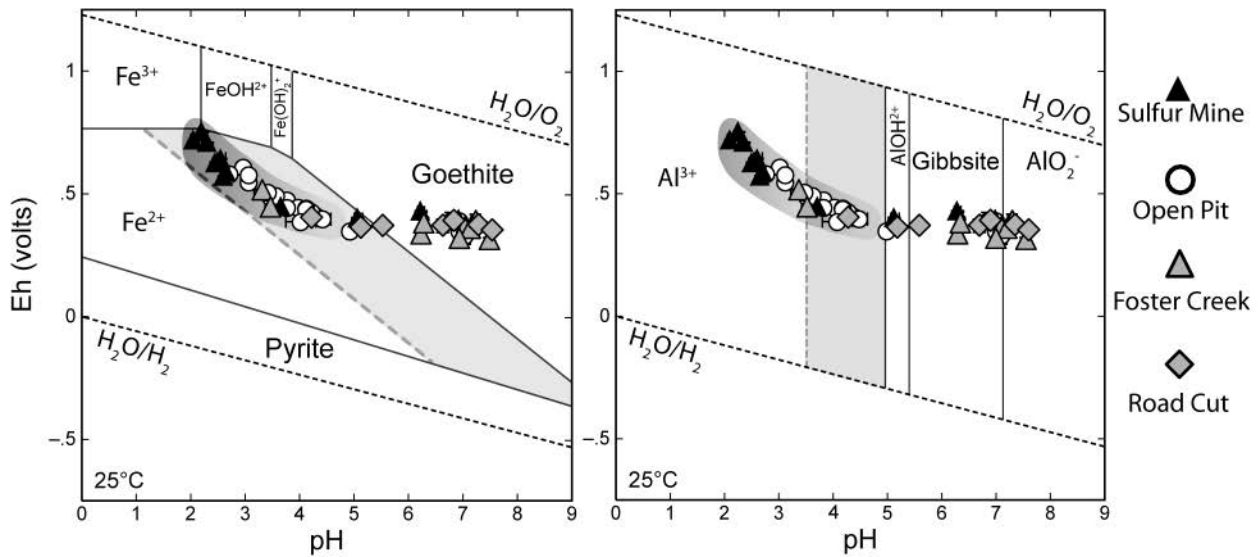 Fe³⁺
FeOH²⁺
Fe(OH)₂⁺
H₂O/O₂
Goethite
Fe²⁺
Pyrite
H₂O/H₂
25°C
1
.5
0
–.5
Eh (volts)
0 1 2 3 4 5 6 7 8 9
pH
H₂O/O₂
Al³⁺
AlOH²⁺
Gibbsite
AlO₂⁻
H₂O/H₂
25°C
1
.5
0
–.5
0 1 2 3 4 5 6 7 8 9
pH
Sulfur Mine
Open Pit
Foster Creek
Road Cut